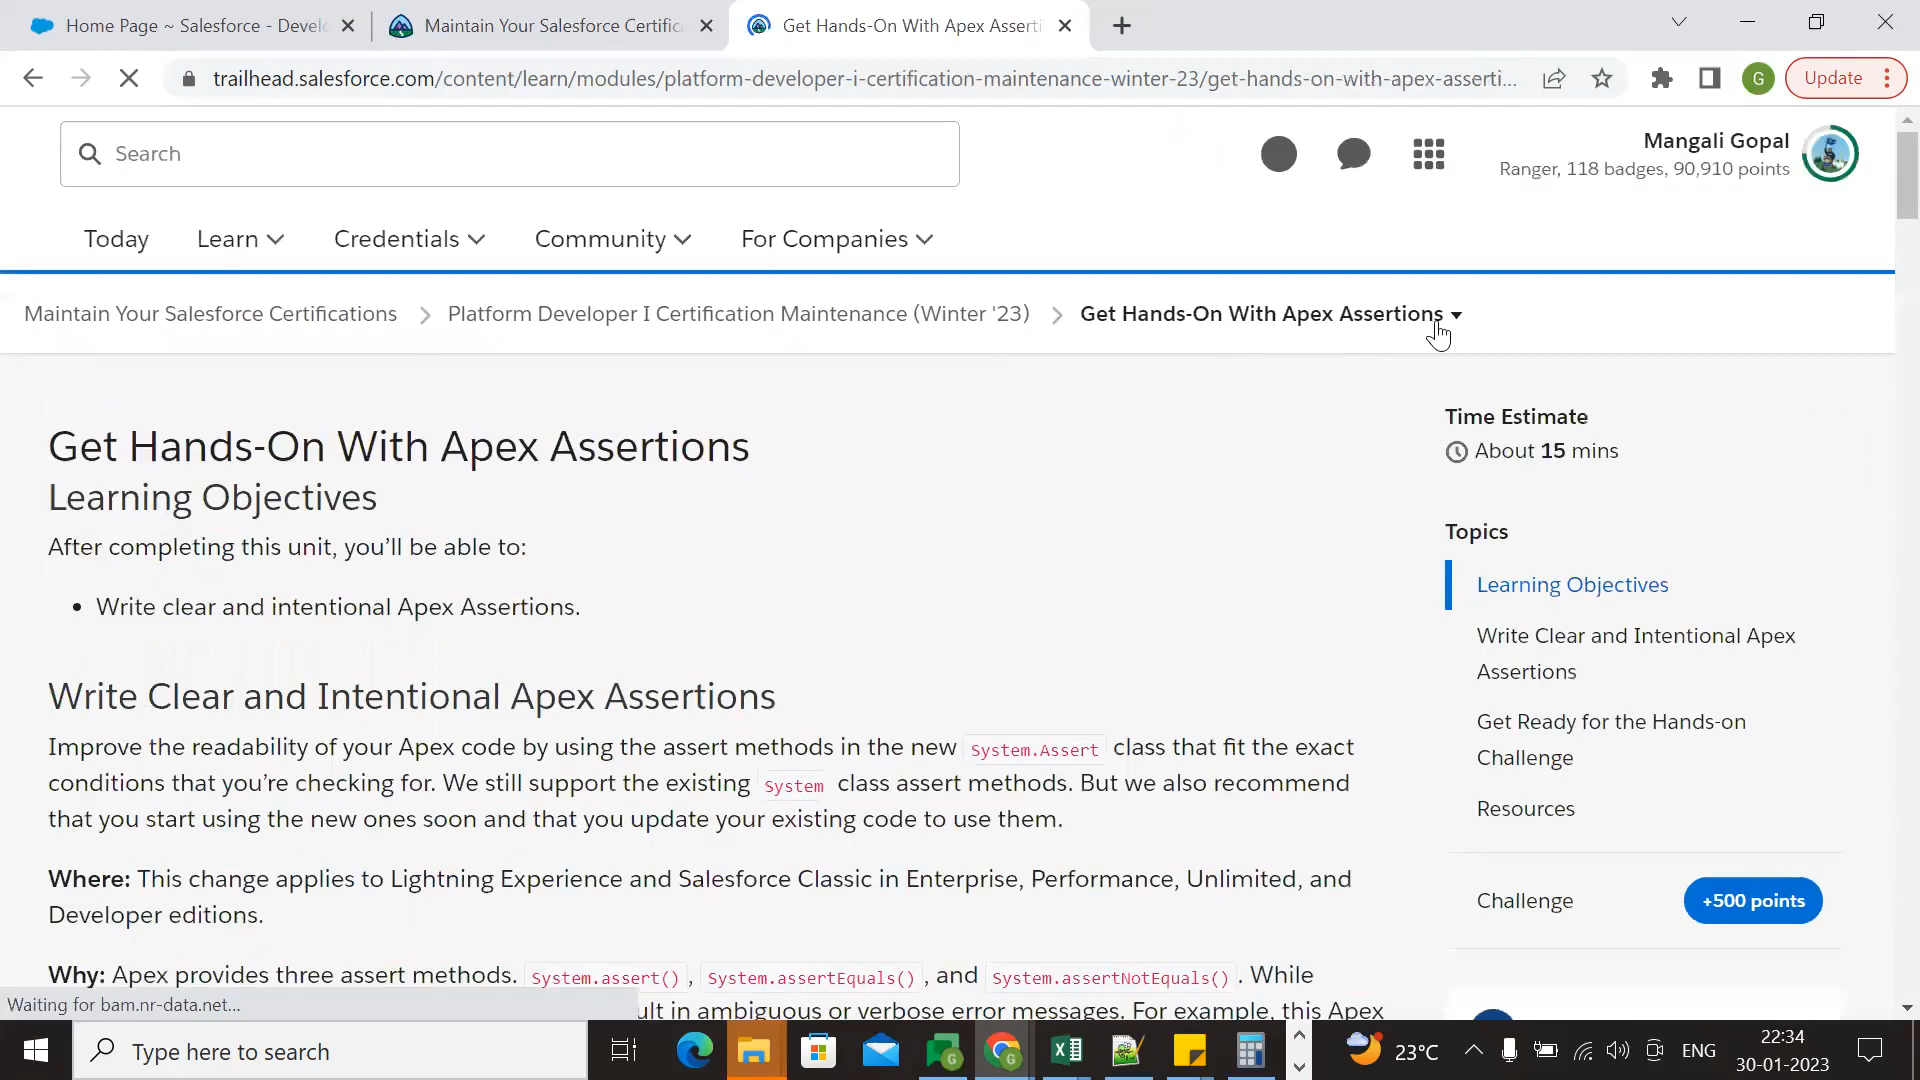 Home Page ~ Salesforce - Develo
Maintain Your Salesforce Certific
Get Hands-On With Apex Asserti
trailhead.salesforce.com/content/learn/modules/platform-developer-i-certification-maintenance-winter-23/get-hands-on-with-apex-asserti...
G
Update
Search
Mangali Gopal
Ranger, 118 badges, 90,910 points
Today
Learn
Credentials
Community
For Companies
Maintain Your Salesforce Certifications
Platform Developer I Certification Maintenance (Winter '23)
Get Hands-On With Apex Assertions
Get Hands-On With Apex Assertions
Learning Objectives
After completing this unit, you'll be able to:
• Write clear and intentional Apex Assertions.
Write Clear and Intentional Apex Assertions
Improve the readability of your Apex code by using the assert methods in the new System.Assert class that fit the exact
conditions that you're checking for. We still support the existing System class assert methods. But we also recommend
that you start using the new ones soon and that you update your existing code to use them.
Where: This change applies to Lightning Experience and Salesforce Classic in Enterprise, Performance, Unlimited, and
Developer editions.
Why: Apex provides three assert methods. System.assert(), System.assertEquals(), and System.assertNotEquals(). While
ult in ambiguous or verbose error messages. For example, this Apex
Time Estimate
About 15 mins
Topics
Learning Objectives
Write Clear and Intentional Apex
Assertions
Get Ready for the Hands-on
Challenge
Resources
Challenge
+500 points
Waiting for bam.nr-data.net...
Type here to search
23°C
ENG
22:34
30-01-2023